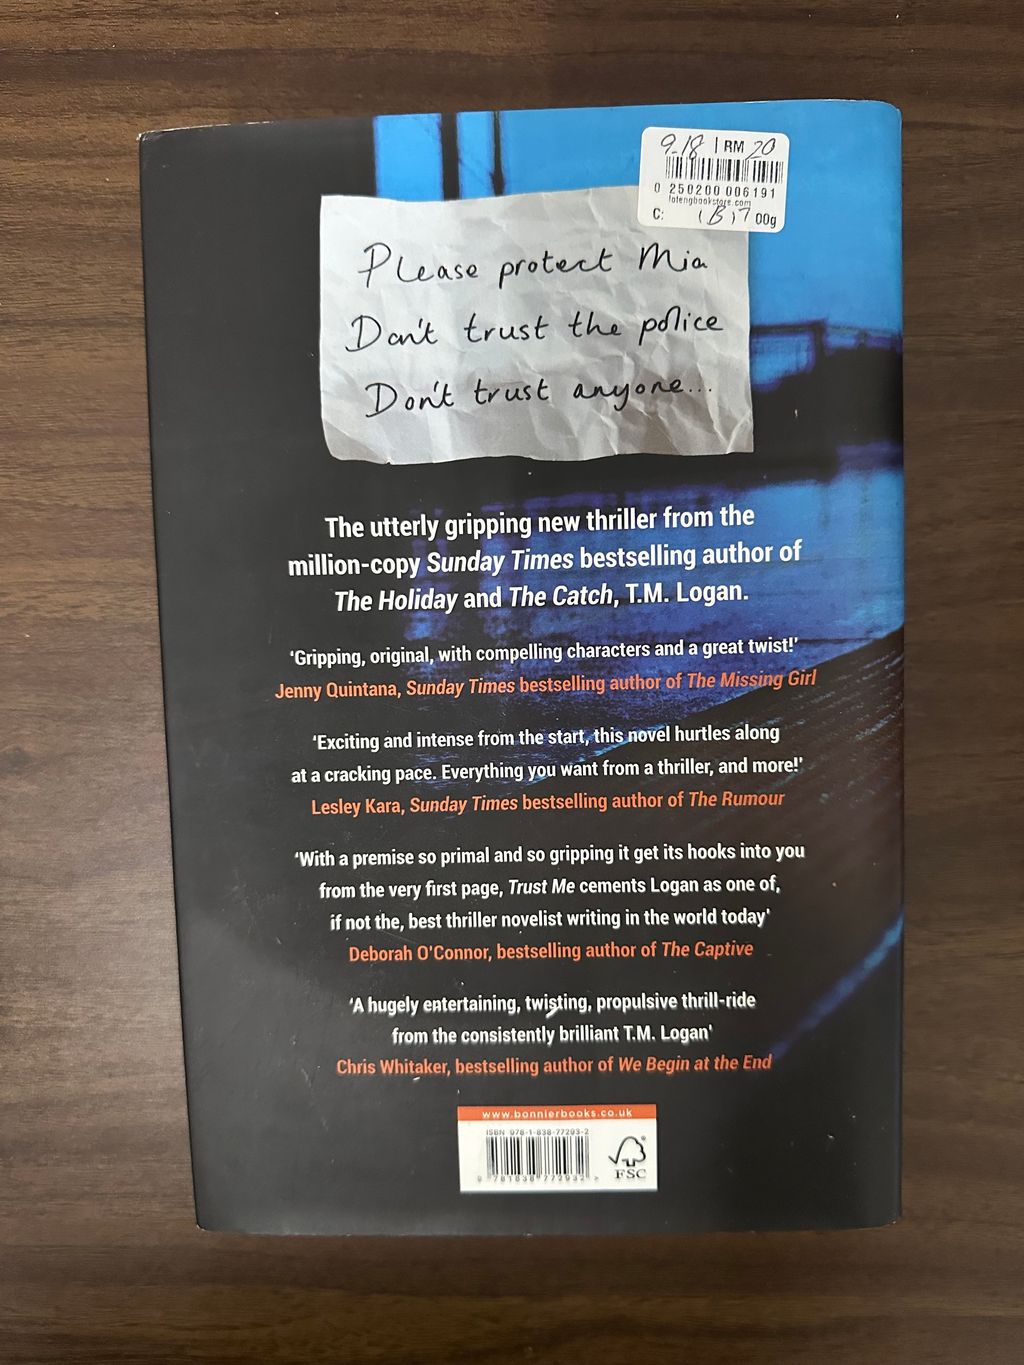 9-18 | RM 20
0 250200 006191
lotengbookstore.com
C: (B)7 00g
Please protect Mia
Don't trust the police
Don't trust anyone...
The utterly gripping new thriller from the
million-copy Sunday Times bestselling author of
The Holiday and The Catch, T.M. Logan.
'Gripping, original, with compelling characters and a great twist!'
Jenny Quintana, Sunday Times bestselling author of The Missing Girl
'Exciting and intense from the start, this novel hurtles along
at a cracking pace. Everything you want from a thriller, and more!'
Lesley Kara, Sunday Times bestselling author of The Rumour
'With a premise so primal and so gripping it get its hooks into you
from the very first page, Trust Me cements Logan as one of,
if not the, best thriller novelist writing in the world today'
Deborah O'Connor, bestselling author of The Captive
'A hugely entertaining, twisting, propulsive thrill-ride
from the consistently brilliant T.M. Logan'
Chris Whitaker, bestselling author of We Begin at the End
www.bonnierbooks.co.uk
ISBN 978-1-838-77293-2
9 781838 772932 >
FSC